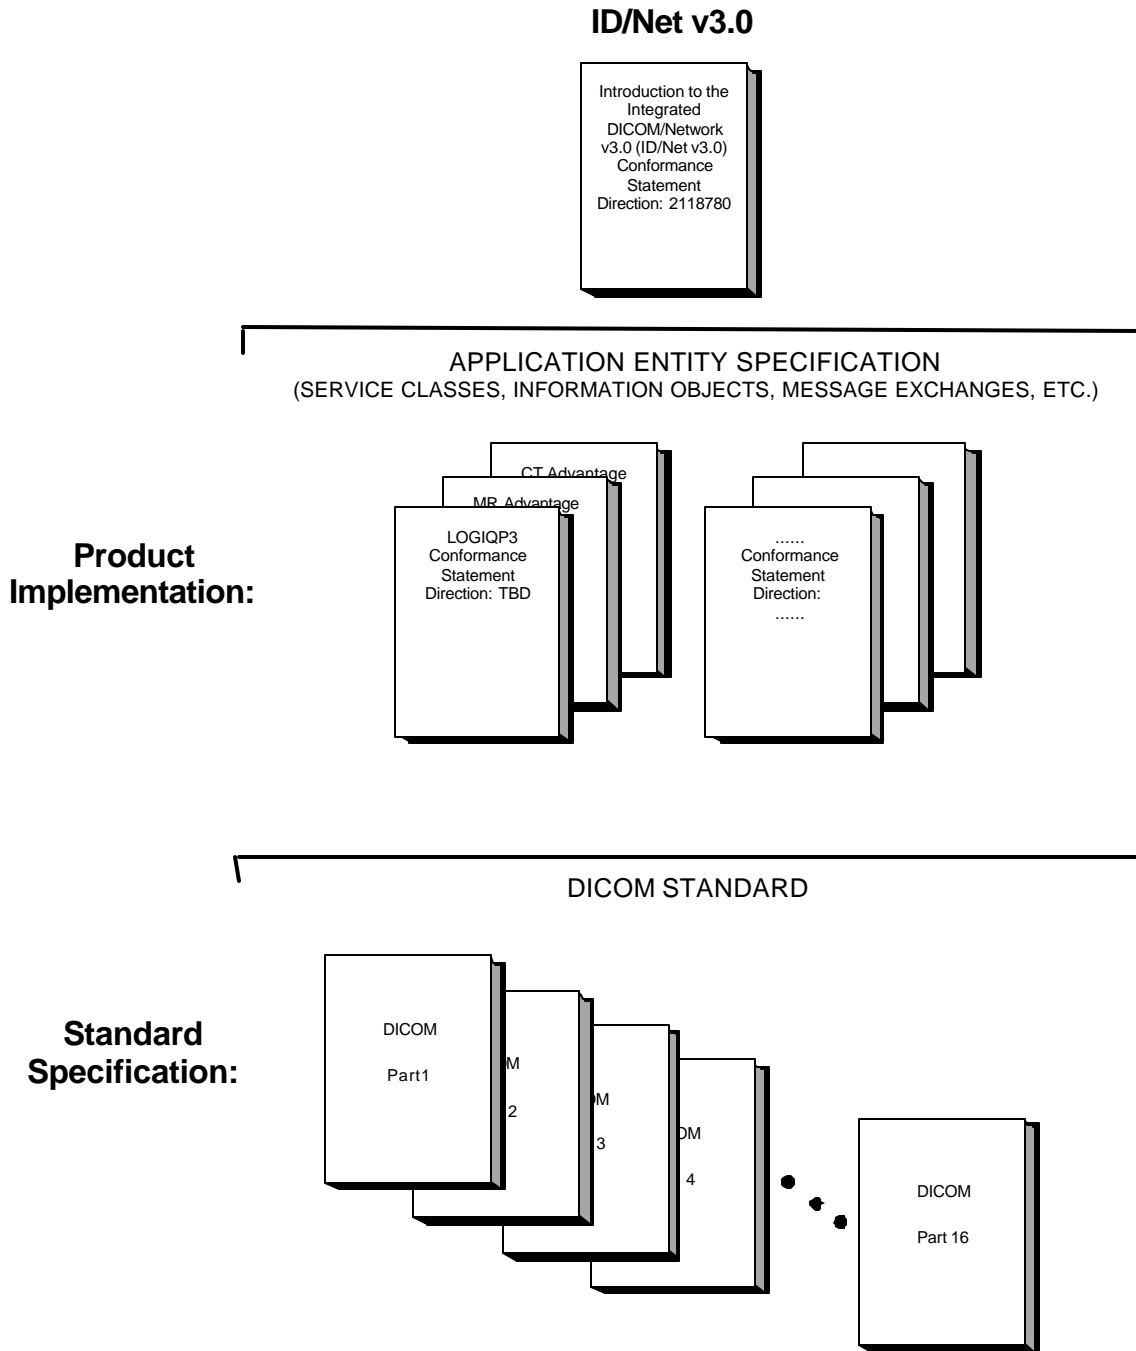 ID/Net v3.0
Introduction to the
Integrated
DICOM/Network
v3.0 (ID/Net v3.0)
Conformance
Statement
Direction: 2118780
APPLICATION ENTITY SPECIFICATION
(SERVICE CLASSES, INFORMATION OBJECTS, MESSAGE EXCHANGES, ETC.)
Product
Implementation:
CT Advantage
MR Advantage
LOGIQP3
Conformance
Statement
Direction: TBD
......
Conformance
Statement
Direction:
......
DICOM STANDARD
Standard
Specification:
DICOM
Part1
M
2
OM
3
OM
4
DICOM
Part 16